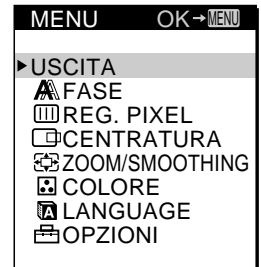 MENU OK→MENU
USCITA
FASE
REG. PIXEL
CENTRATURA
ZOOM/SMOOTHING
COLORE
LANGUAGE
OPZIONI